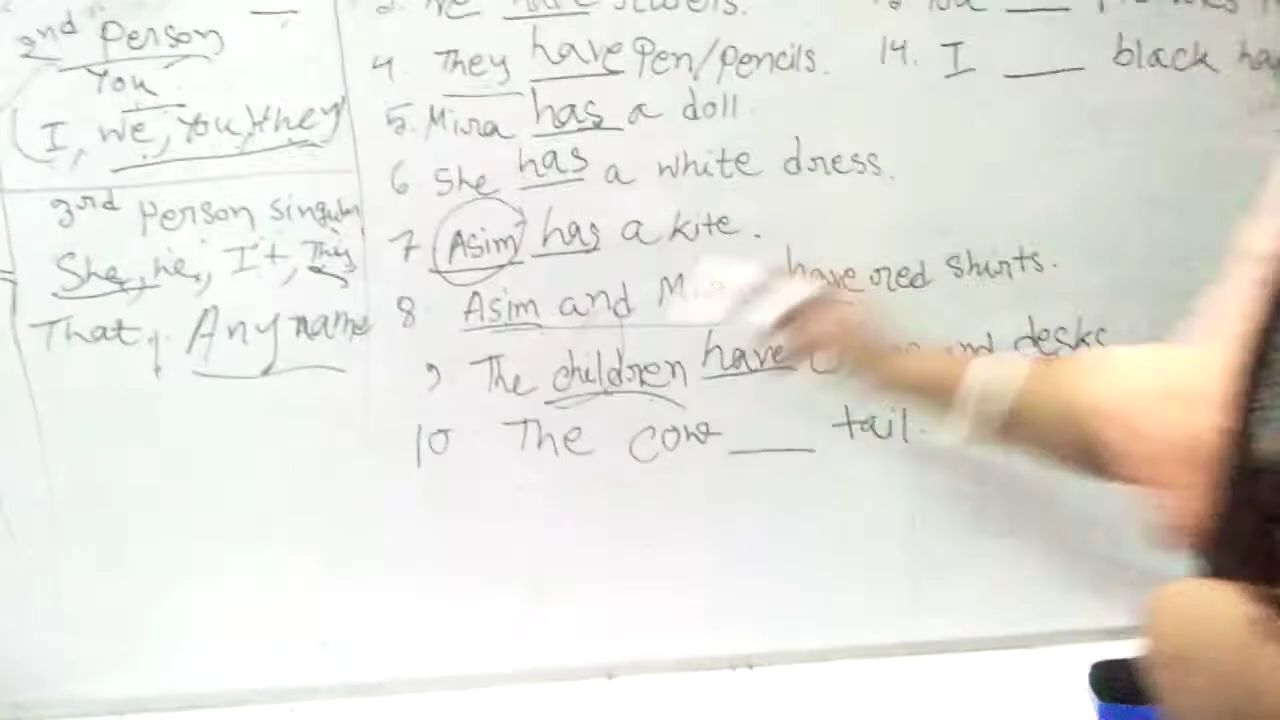 2nd Person
You
(I, We, You, they)
3rd Person Singular
She, he, It, This
That, Any name
have
4. They have Pen/Pencils.
5. Mira has a doll
6 She has a white dress.
7 Asim has a kite.
8 Asim and have red shirts.
9 The children have and desks
10 The cow ___ tail.
14. I ___ black